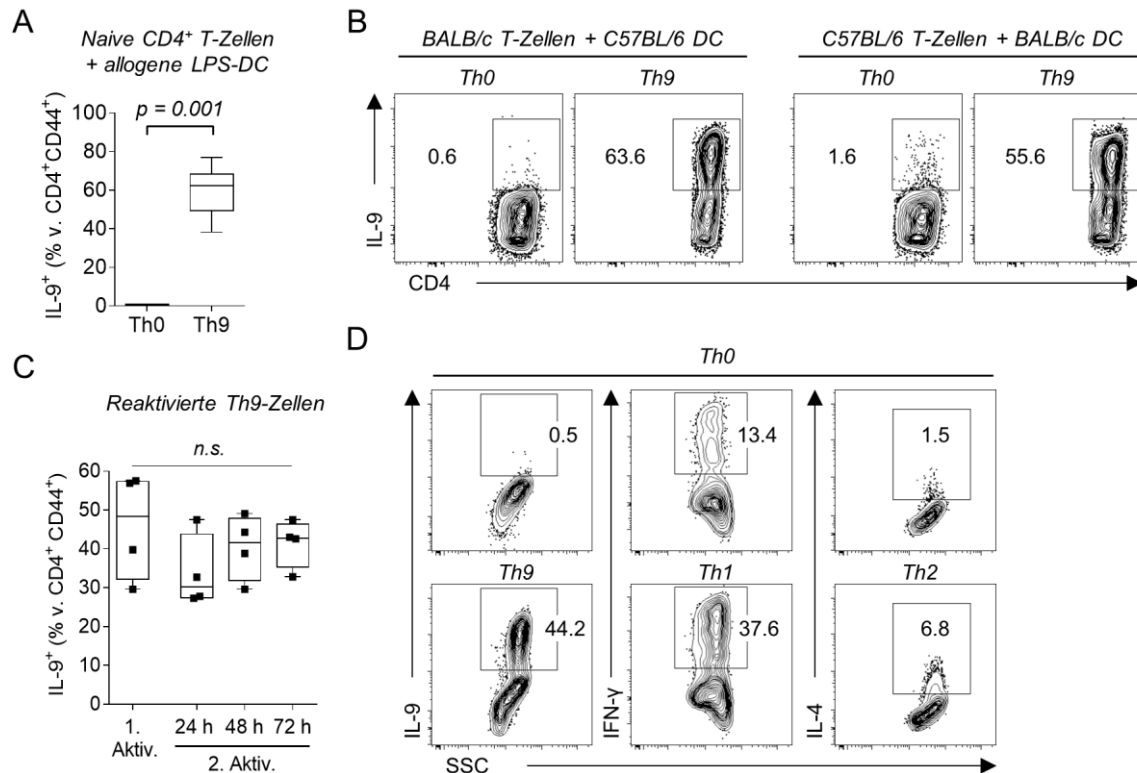 A
Naive CD4⁺ T-Zellen
+ allogene LPS-DC
p = 0.001
IL-9⁺ (% v. CD4⁺CD44⁺)
100
80
60
40
20
0
Th0 Th9
B
BALB/c T-Zellen + C57BL/6 DC
C57BL/6 T-Zellen + BALB/c DC
Th0 Th9 Th0 Th9
0.6 63.6 1.6 55.6
IL-9
CD4
C
Reaktivierte Th9-Zellen
n.s.
IL-9⁺ (% v. CD4⁺ CD44⁺)
60
50
40
30
20
10
0
1. 24 h 48 h 72 h
Aktiv.
2. Aktiv.
D
Th0
0.5 13.4 1.5
Th9 Th1 Th2
44.2 37.6 6.8
IL-9 IFN-γ IL-4
SSC